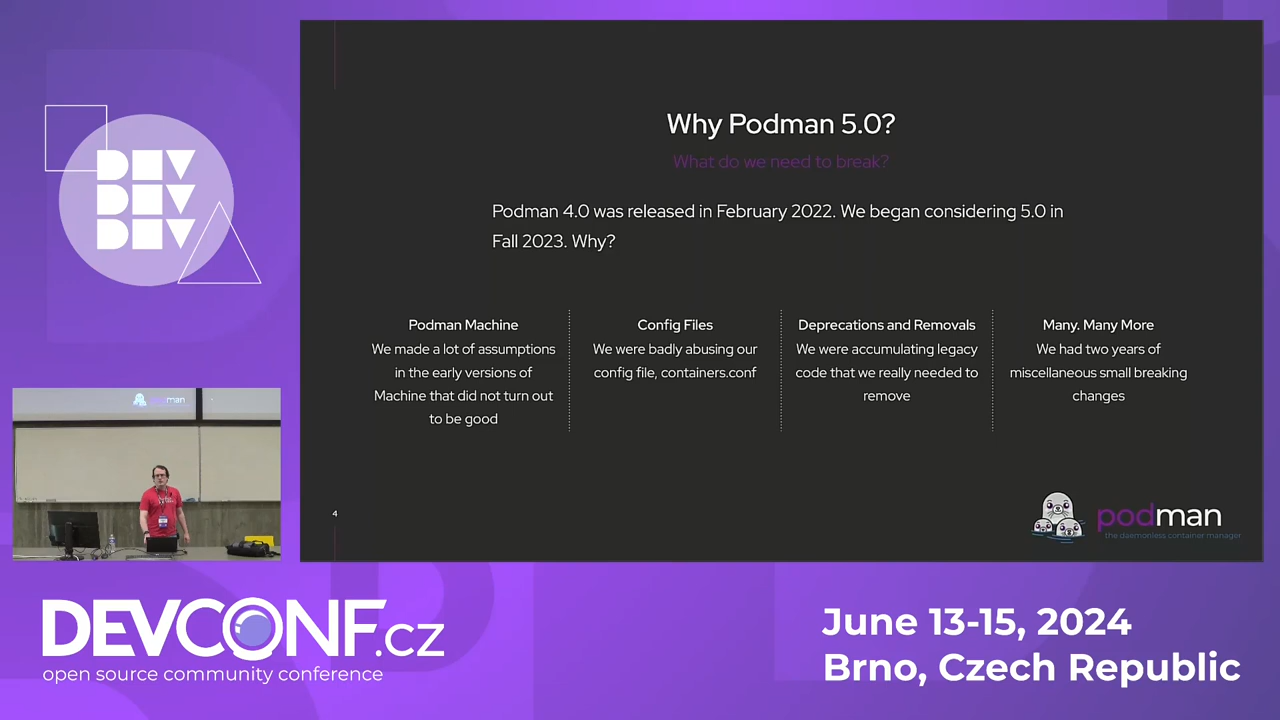 DEV
DEV
DEV
Why Podman 5.0?
What do we need to break?
Podman 4.0 was released in February 2022. We began considering 5.0 in
Fall 2023. Why?
Podman Machine
We made a lot of assumptions
in the early versions of
Machine that did not turn out
to be good
Config Files
We were badly abusing our
config file, containers.conf
Deprecations and Removals
We were accumulating legacy
code that we really needed to
remove
Many. Many More
We had two years of
miscellaneous small breaking
changes
4
podman
the daemonless container manager
podman
DEVCONF.cz
open source community conference
June 13-15, 2024
Brno, Czech Republic